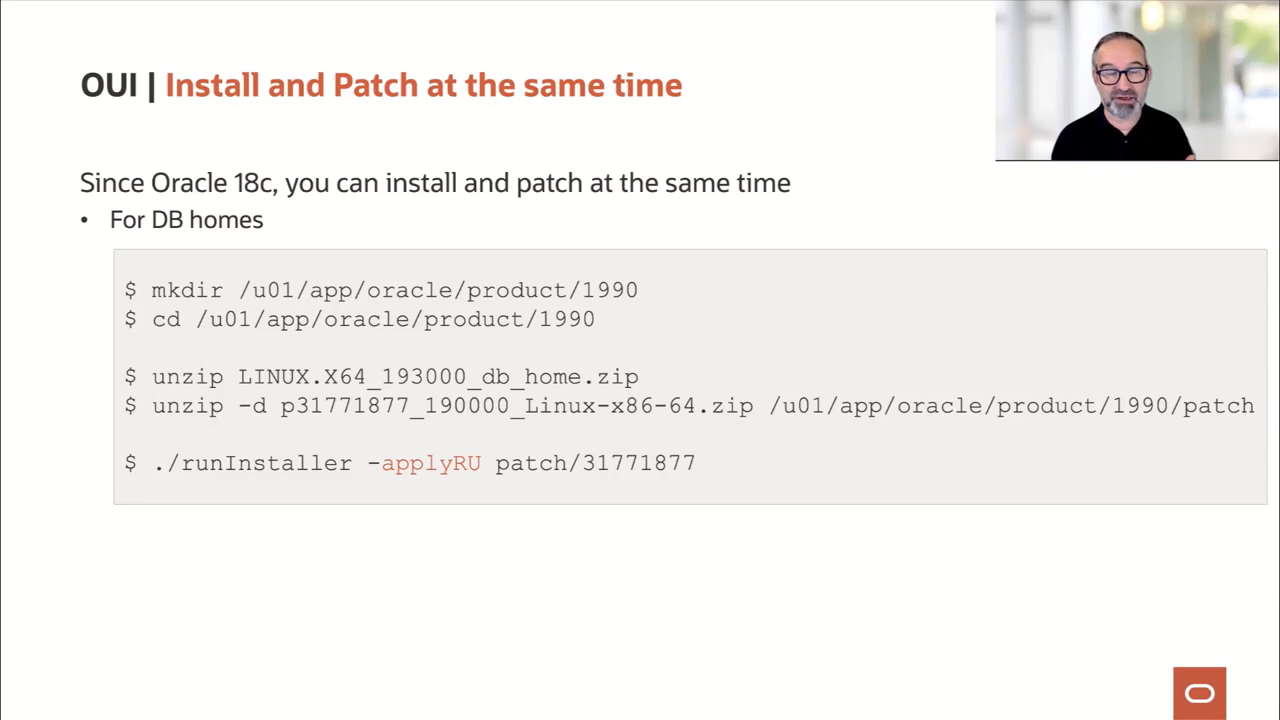 OUI | Install and Patch at the same time
Since Oracle 18c, you can install and patch at the same time
• For DB homes
$ mkdir /u01/app/oracle/product/1990
$ cd /u01/app/oracle/product/1990
$ unzip LINUX.X64_193000_db_home.zip
$ unzip -d p31771877_190000_Linux-x86-64.zip /u01/app/oracle/product/1990/patch
$ ./runInstaller -applyRU patch/31771877